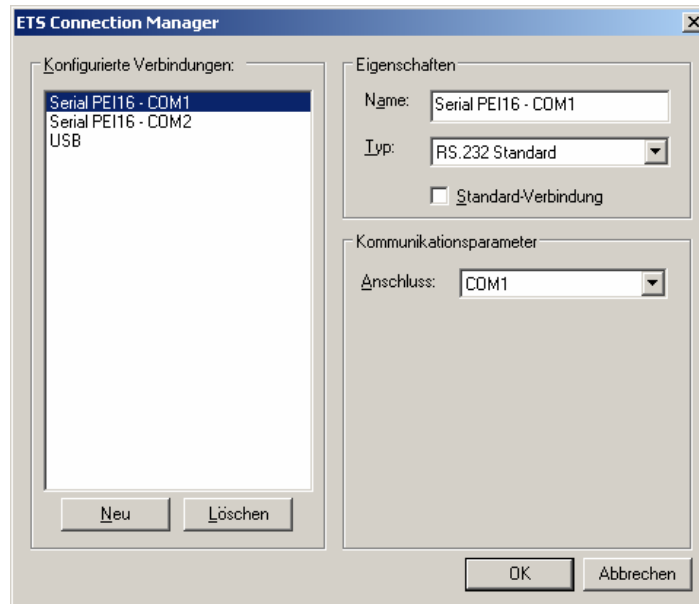 ETS Connection Manager
Konfigurierte Verbindungen:
Serial PEI16 - COM1
Serial PEI16 - COM2
USB
Neu
Löschen
Eigenschaften
Name:
Serial PEI16 - COM1
Typ:
RS.232 Standard
Standard-Verbindung
Kommunikationsparameter
Anschluss:
COM1
OK
Abbrechen